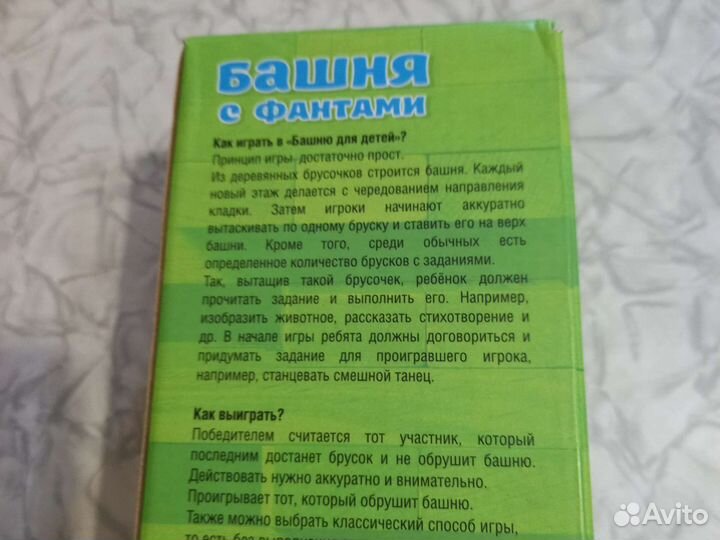 Башня
с фантами
Как играть в «Башню для детей»?
Принцип игры достаточно прост.
Из деревянных брусочков строится башня. Каждый
новый этаж делается с чередованием направления
кладки. Затем игроки начинают аккуратно
вытаскивать по одному бруску и ставить его на верх
башни. Кроме того, среди обычных есть
определенное количество брусков с заданиями.
Так, вытащив такой брусочек, ребёнок должен
прочитать задание и выполнить его. Например,
изобразить животное, рассказать стихотворение и
др. В начале игры ребята должны договориться и
придумать задание для проигравшего игрока,
например, станцевать смешной танец.
Как выиграть?
Победителем считается тот участник, который
последним достанет брусок и не обрушит башню.
Действовать нужно аккуратно и внимательно.
Проигрывает тот, который обрушит башню.
Также можно выбрать классический способ игры,
то есть без
Avito